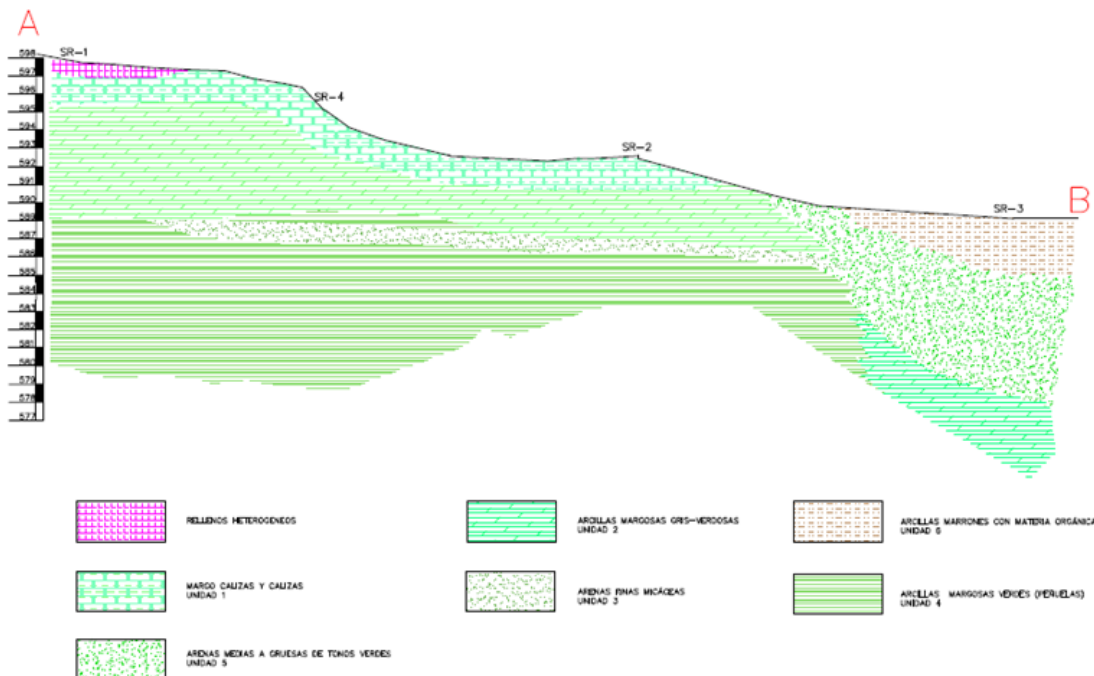 A
SR-1
598
597
596
595
SR-4
594
593
SR-2
592
591
590
B
SR-3
589
588
587
586
585
584
583
582
581
580
579
578
577
RELLENOS HETEROGENEOS
ARCILLAS MARGOSAS GRIS-VERDOSAS
UNIDAD 2
ARCILLAS MARRONES CON MATERIA ORGÁNICA
UNIDAD 6
MARGO CALIZAS Y CALIZAS
UNIDAD 1
ARENAS FINAS MICÁCEAS
UNIDAD 3
ARCILLAS MARGOSAS VERDES (PEÑUELAS)
UNIDAD 4
ARENAS MEDIAS A GRUESAS DE TONOS VERDES
UNIDAD 5